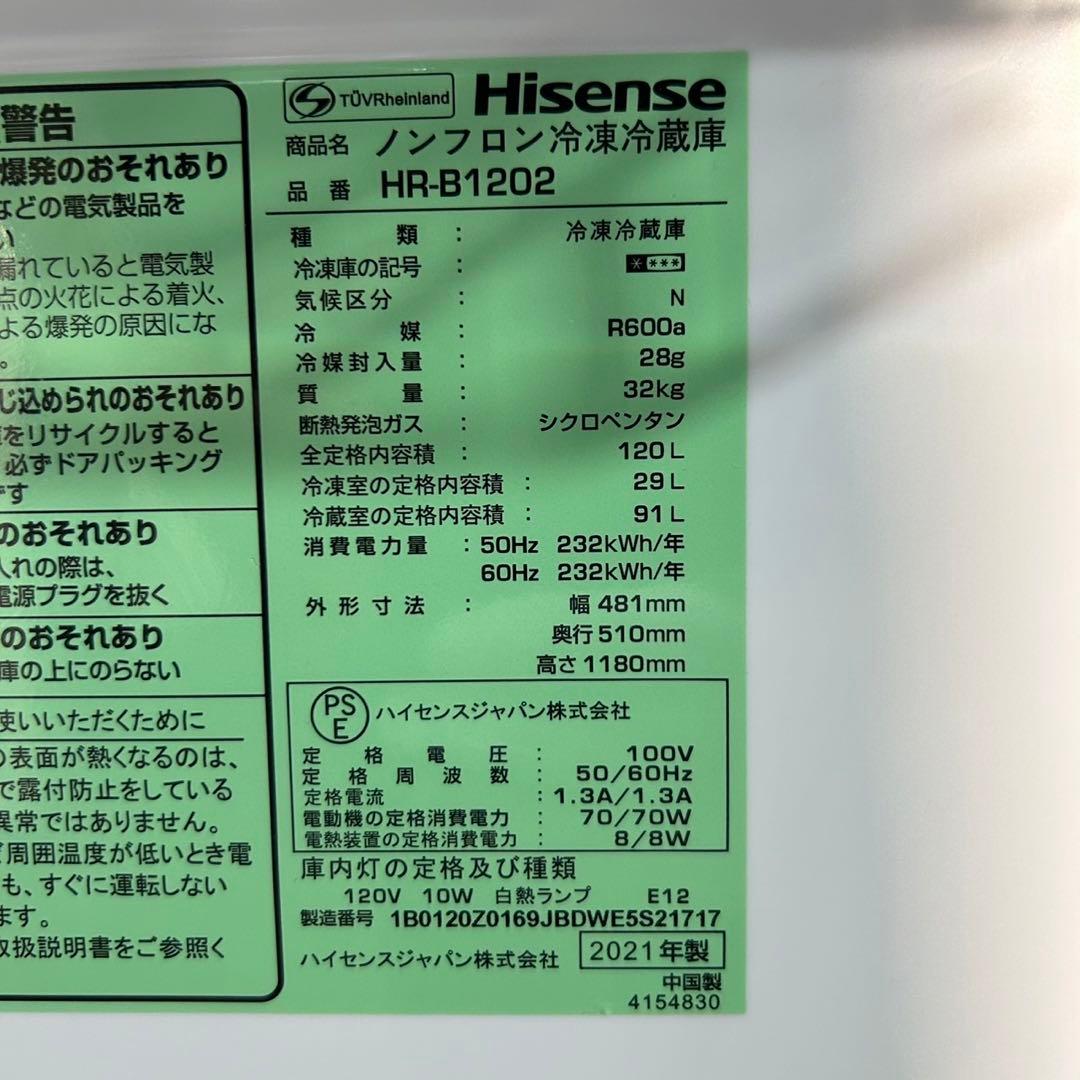 警告
爆発のおそれあり
などの電気製品を
い
漏れていると電気製
点の火花による着火、
よる爆発の原因にな
。
じ込められのおそれあり
をリサイクルすると
必ずドアパッキング
です
のおそれあり
入れの際は、
電源プラグを抜く
のおそれあり
庫の上にのらない
使いいただくために
の表面が熱くなるのは、
で露付防止をしている
異常ではありません。
周囲温度が低いとき電
も、すぐに運転しない
ます。
取扱説明書をご参照く
TÜVRheinland Hisense
商品名 ノンフロン冷凍冷蔵庫
品番 HR-B1202
種類 : 冷凍冷蔵庫
冷凍庫の記号 : * ***
気候区分 : N
冷媒 : R600a
冷媒封入量 : 28g
質量 : 32kg
断熱発泡ガス : シクロペンタン
全定格内容積 : 120L
冷凍室の定格内容積 : 29L
冷蔵室の定格内容積 : 91L
消費電力量 : 50Hz 232kWh/年
60Hz 232kWh/年
外形寸法 : 幅 481mm
奥行 510mm
高さ 1180mm
PSE ハイセンスジャパン株式会社
定格電圧 : 100V
定格周波数 : 50/60Hz
定格電流 : 1.3A/1.3A
電動機の定格消費電力 : 70/70W
電熱装置の定格消費電力 : 8/8W
庫内灯の定格及び種類
120V 10W 白熱ランプ E12
製造番号 1B0120Z0169JBDWE5S21717
ハイセンスジャパン株式会社 2021年製
中国製
4154830